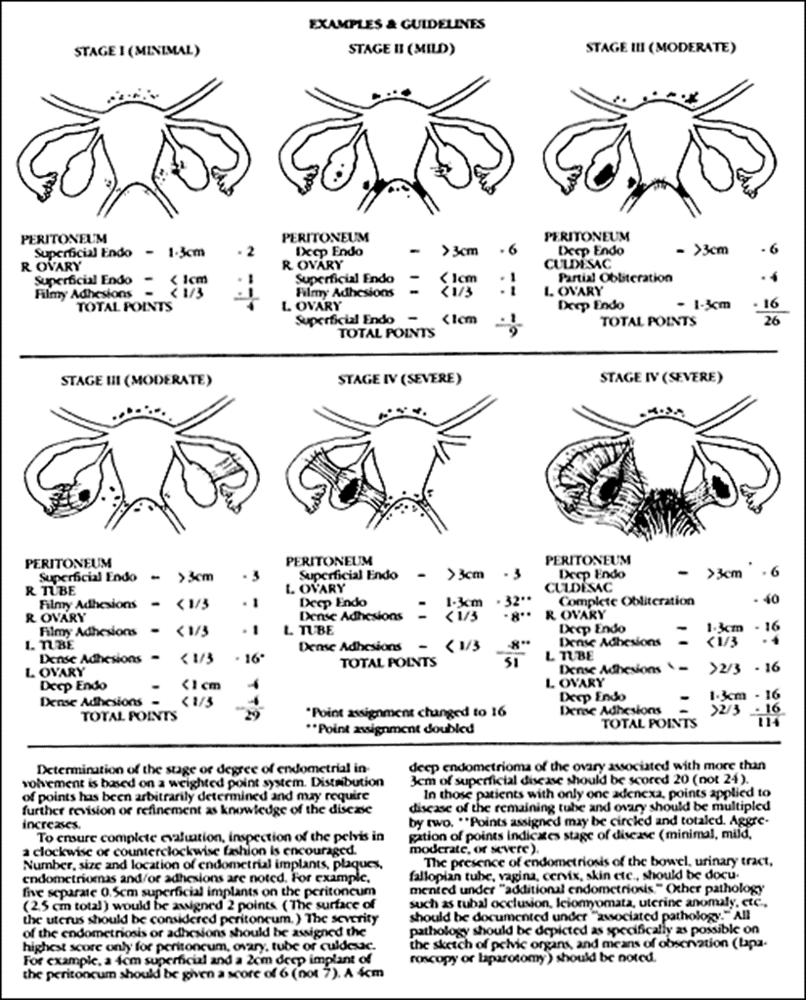 EXAMPLES & GUIDELINES
STAGE I (MINIMAL)
PERITONEUM
Superficial Endo – 1-3cm - 2
R. OVARY
Superficial Endo – < 1cm - 1
Filmy Adhesions – < 1/3 - 1
TOTAL POINTS 4
STAGE II (MILD)
PERITONEUM
Deep Endo – > 3cm - 6
R. OVARY
Superficial Endo – < 1cm - 1
Filmy Adhesions – < 1/3 - 1
L. OVARY
Superficial Endo – < 1cm - 1
TOTAL POINTS 9
STAGE III (MODERATE)
PERITONEUM
Deep Endo – > 3cm - 6
CULDESAC
Partial Obliteration - 4
L. OVARY
Deep Endo – 1-3cm - 16
TOTAL POINTS 26
STAGE III (MODERATE)
PERITONEUM
Superficial Endo – > 3cm - 3
R. TUBE
Filmy Adhesions – < 1/3 - 1
R. OVARY
Filmy Adhesions – < 1/3 - 1
L. TUBE
Dense Adhesions – < 1/3 - 16*
L. OVARY
Deep Endo – < 1 cm - 4
Dense Adhesions – < 1/3 - 4
TOTAL POINTS 29
STAGE IV (SEVERE)
PERITONEUM
Superficial Endo – > 3cm - 3
L. OVARY
Deep Endo – 1-3cm - 32**
Dense Adhesions – < 1/3 - 8**
L. TUBE
Dense Adhesions – < 1/3 - 8**
TOTAL POINTS 51
*Point assignment changed to 16
**Point assignment doubled
STAGE IV (SEVERE)
PERITONEUM
Deep Endo – > 3cm - 6
CULDESAC
Complete Obliteration - 40
R. OVARY
Deep Endo – 1-3cm - 16
Dense Adhesions – < 1/3 - 4
L. TUBE
Dense Adhesions – > 2/3 - 16
L. OVARY
Deep Endo – 1-3cm - 16
Dense Adhesions – > 2/3 - 16
TOTAL POINTS 114
Determination of the stage or degree of endometrial in-
volvement is based on a weighted point system. Distribution
of points has been arbitrarily determined and may require
further revision or refinement as knowledge of the disease
increases.
To ensure complete evaluation, inspection of the pelvis in
a clockwise or counterclockwise fashion is encouraged.
Number, size and location of endometrial implants, plaques,
endometriomas and/or adhesions are noted. For example,
five separate 0.5cm superficial implants on the peritoneum
(2.5 cm total) would be assigned 2 points. (The surface of
the uterus should be considered peritoneum.) The severity
of the endometriosis or adhesions should be assigned the
highest score only for peritoneum, ovary, tube or culdesac.
For example, a 4cm superficial and a 2cm deep implant of
the peritoneum should be given a score of 6 (not 7). A 4cm
deep endometrioma of the ovary associated with more than
3cm of superficial disease should be scored 20 (not 24).
In those patients with only one adenexa, points applied to
disease of the remaining tube and ovary should be multipled
by two. **Points assigned may be circled and totaled. Aggre-
gation of points indicates stage of disease (minimal, mild,
moderate, or severe).
The presence of endometriosis of the bowel, urinary tract,
fallopian tube, vagina, cervix, skin etc., should be docu-
mented under "additional endometriosis." Other pathology
such as tubal occlusion, leiomyomata, uterine anomaly, etc.,
should be documented under "associated pathology." All
pathology should be depicted as specifically as possible on
the sketch of pelvic organs, and means of observation (lapa-
roscopy or laparotomy) should be noted.